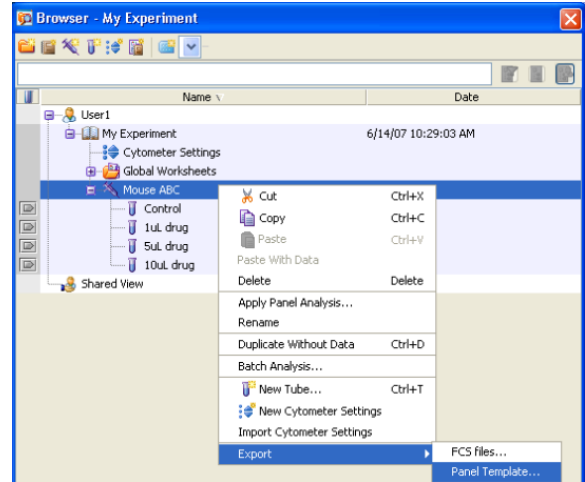 Browser - My Experiment
Name Date
User1
My Experiment 6/14/07 10:29:03 AM
Cytometer Settings
Global Worksheets
Mouse ABC
Control
1uL drug
5uL drug
10uL drug
Shared View
Cut Ctrl+X
Copy Ctrl+C
Paste Ctrl+V
Paste With Data
Delete Delete
Apply Panel Analysis...
Rename
Duplicate Without Data Ctrl+D
Batch Analysis...
New Tube... Ctrl+T
New Cytometer Settings
Import Cytometer Settings
Export
FCS files...
Panel Template...